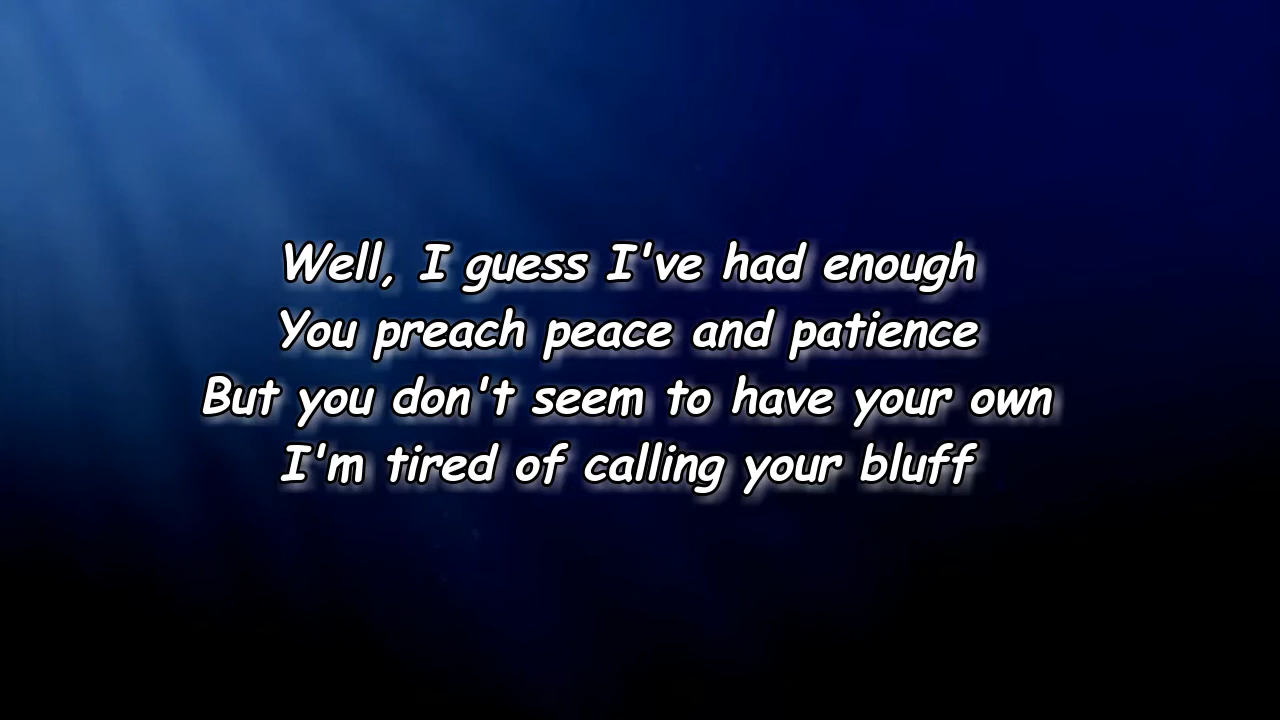 Well, I guess I've had enough
You preach peace and patience
But you don't seem to have your own
I'm tired of calling your bluff